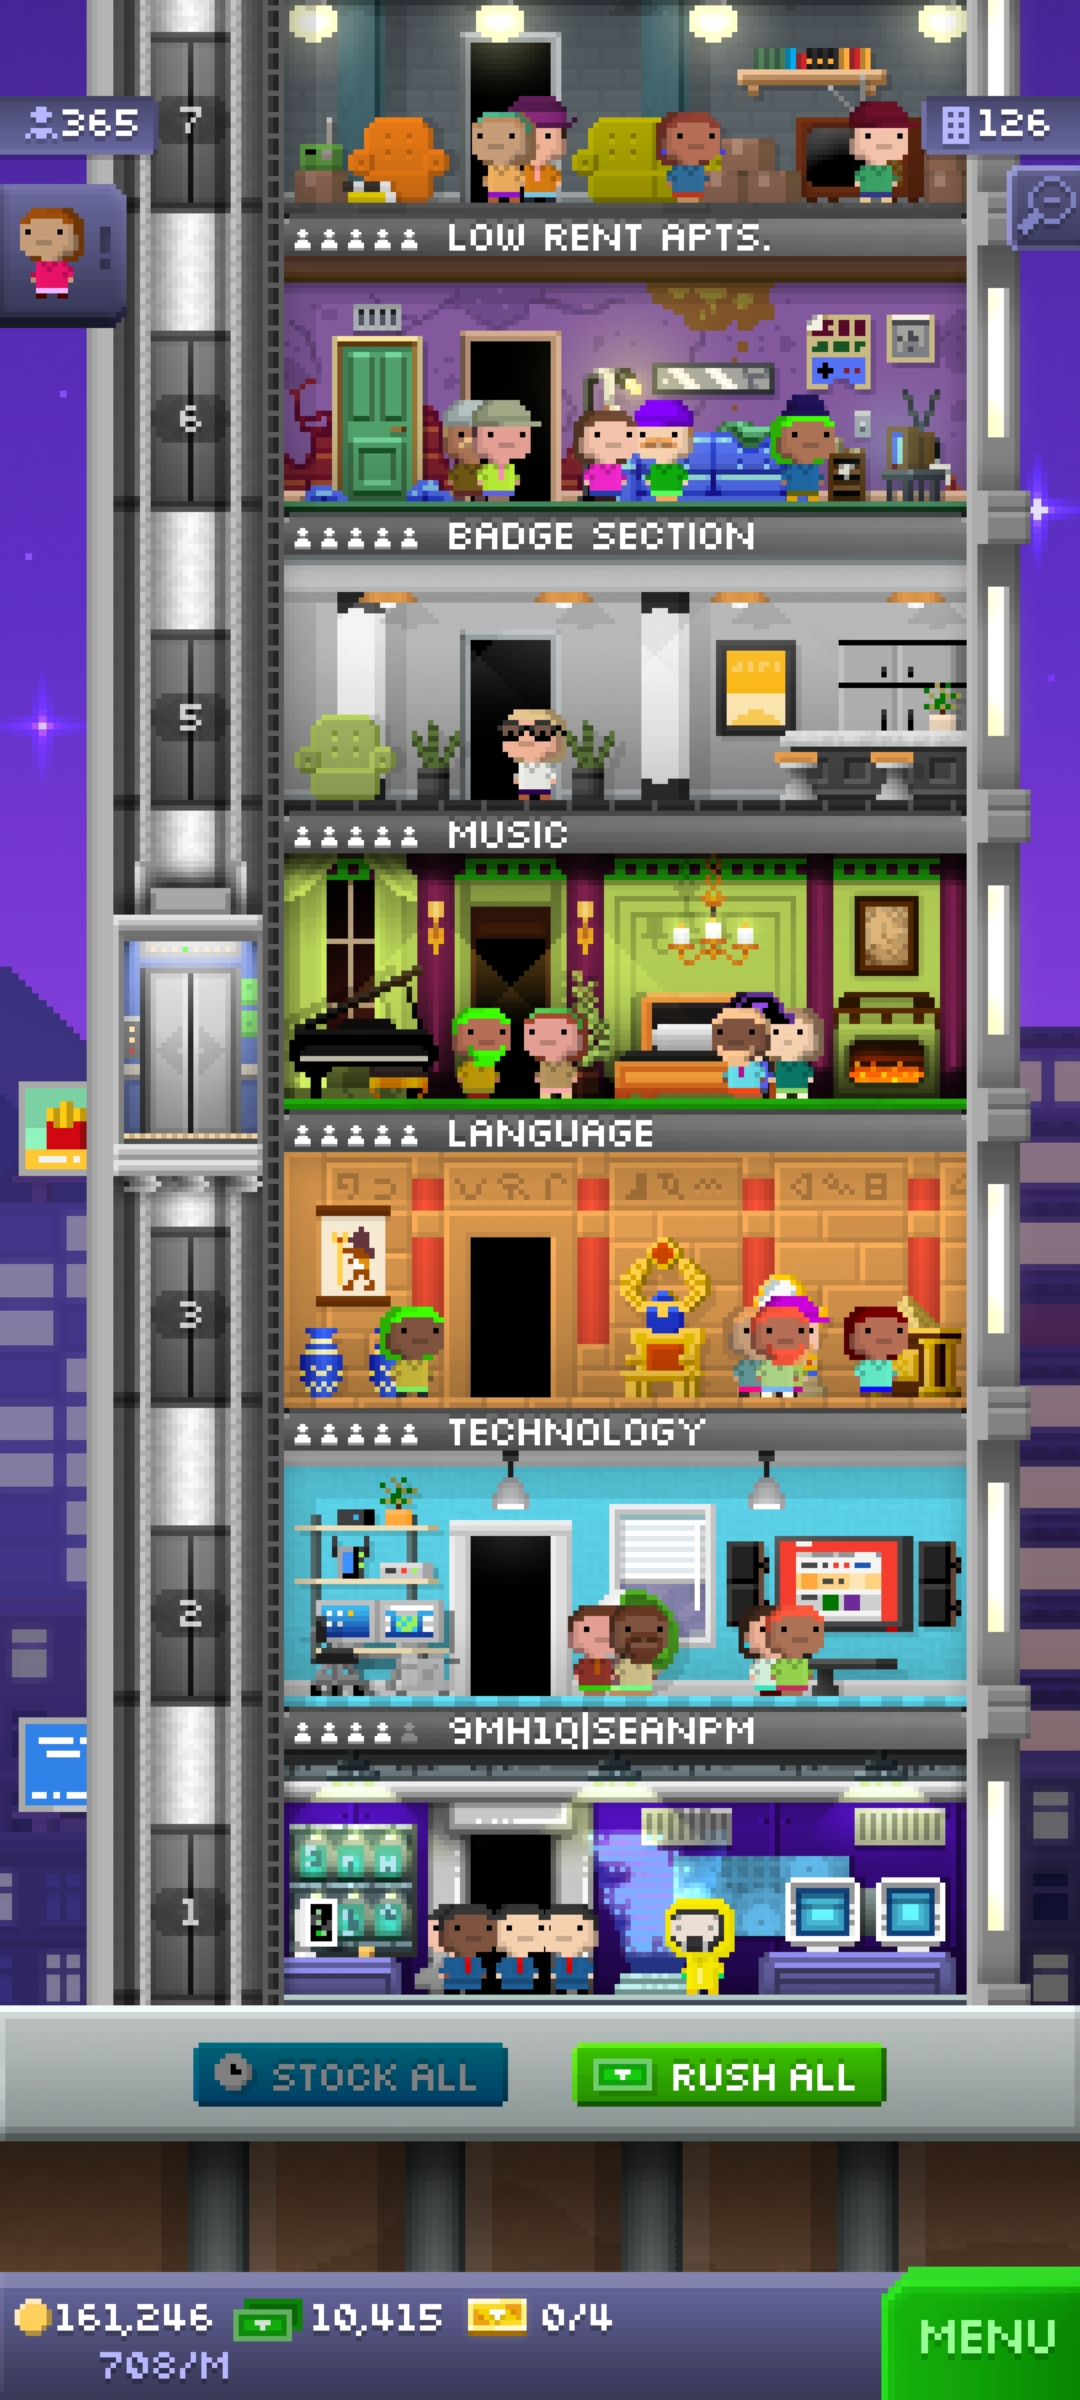 7
365
126
!
LOW RENT APTS.
6
BADGE SECTION
5
MUSIC
LANGUAGE
3
TECHNOLOGY
2
9MH1Q|SEANPM
1
STOCK ALL
RUSH ALL
161,246
10,415
0/4
708/M
MENU